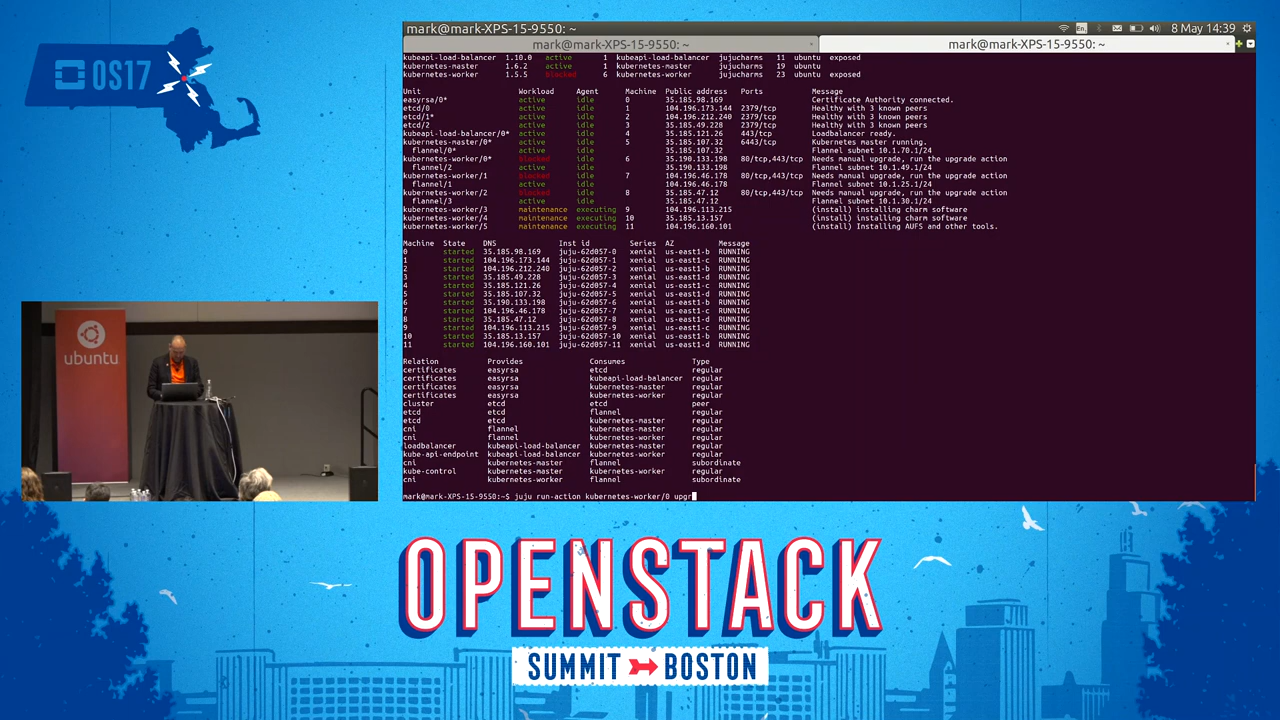 OS17
mark@mark-XPS-15-9550: ~
En
8 May 14:39
mark@mark-XPS-15-9550: ~
mark@mark-XPS-15-9550: ~
kubeapi-load-balancer 1.10.0 active 1 kubeapi-load-balancer jujucharms 11 ubuntu exposed
kubernetes-master 1.6.2 active 1 kubernetes-master jujucharms 19 ubuntu
kubernetes-worker 1.5.5 blocked 6 kubernetes-worker jujucharms 23 ubuntu exposed
Unit Workload Agent Machine Public address Ports Message
easyrsa/0* active idle 0 35.185.98.169 Certificate Authority connected.
etcd/0 active idle 1 104.196.173.144 2379/tcp Healthy with 3 known peers
etcd/1* active idle 2 104.196.212.240 2379/tcp Healthy with 3 known peers
etcd/2 active idle 3 35.185.49.228 2379/tcp Healthy with 3 known peers
kubeapi-load-balancer/0* active idle 4 35.185.121.26 443/tcp Loadbalancer ready.
kubernetes-master/0* active idle 5 35.185.107.32 6443/tcp Kubernetes master running.
flannel/0* active idle 35.185.107.32 Flannel subnet 10.1.70.1/24
kubernetes-worker/0* blocked idle 6 35.190.133.198 80/tcp,443/tcp Needs manual upgrade, run the upgrade action
flannel/2 active idle 35.190.133.198 Flannel subnet 10.1.49.1/24
kubernetes-worker/1 blocked idle 7 104.196.46.178 80/tcp,443/tcp Needs manual upgrade, run the upgrade action
flannel/1 active idle 104.196.46.178 Flannel subnet 10.1.25.1/24
kubernetes-worker/2 blocked idle 8 35.185.47.12 80/tcp,443/tcp Needs manual upgrade, run the upgrade action
flannel/3 active idle 35.185.47.12 Flannel subnet 10.1.30.1/24
kubernetes-worker/3 maintenance executing 9 104.196.113.215 (install) installing charm software
kubernetes-worker/4 maintenance executing 10 35.185.13.157 (install) installing charm software
kubernetes-worker/5 maintenance executing 11 104.196.160.101 (install) Installing AUFS and other tools.
Machine State DNS Inst id Series AZ Message
0 started 35.185.98.169 juju-62d057-0 xenial us-east1-b RUNNING
1 started 104.196.173.144 juju-62d057-1 xenial us-east1-c RUNNING
2 started 104.196.212.240 juju-62d057-2 xenial us-east1-b RUNNING
3 started 35.185.49.228 juju-62d057-3 xenial us-east1-d RUNNING
4 started 35.185.121.26 juju-62d057-4 xenial us-east1-c RUNNING
5 started 35.185.107.32 juju-62d057-5 xenial us-east1-d RUNNING
6 started 35.190.133.198 juju-62d057-6 xenial us-east1-b RUNNING
7 started 104.196.46.178 juju-62d057-7 xenial us-east1-c RUNNING
8 started 35.185.47.12 juju-62d057-8 xenial us-east1-d RUNNING
9 started 104.196.113.215 juju-62d057-9 xenial us-east1-c RUNNING
10 started 35.185.13.157 juju-62d057-10 xenial us-east1-b RUNNING
11 started 104.196.160.101 juju-62d057-11 xenial us-east1-d RUNNING
Relation Provides Consumes Type
certificates easyrsa etcd regular
certificates easyrsa kubeapi-load-balancer regular
certificates easyrsa kubernetes-master regular
certificates easyrsa kubernetes-worker regular
cluster etcd etcd peer
etcd etcd flannel regular
etcd etcd kubernetes-master regular
cni flannel kubernetes-master regular
cni flannel kubernetes-worker regular
loadbalancer kubeapi-load-balancer kubernetes-master regular
kube-api-endpoint kubeapi-load-balancer kubernetes-worker regular
cni kubernetes-master flannel subordinate
kube-control kubernetes-master kubernetes-worker regular
cni kubernetes-worker flannel subordinate
mark@mark-XPS-15-9550:~$ juju run-action kubernetes-worker/0 upgr
ubuntu
OPENSTACK
SUMMIT BOSTON